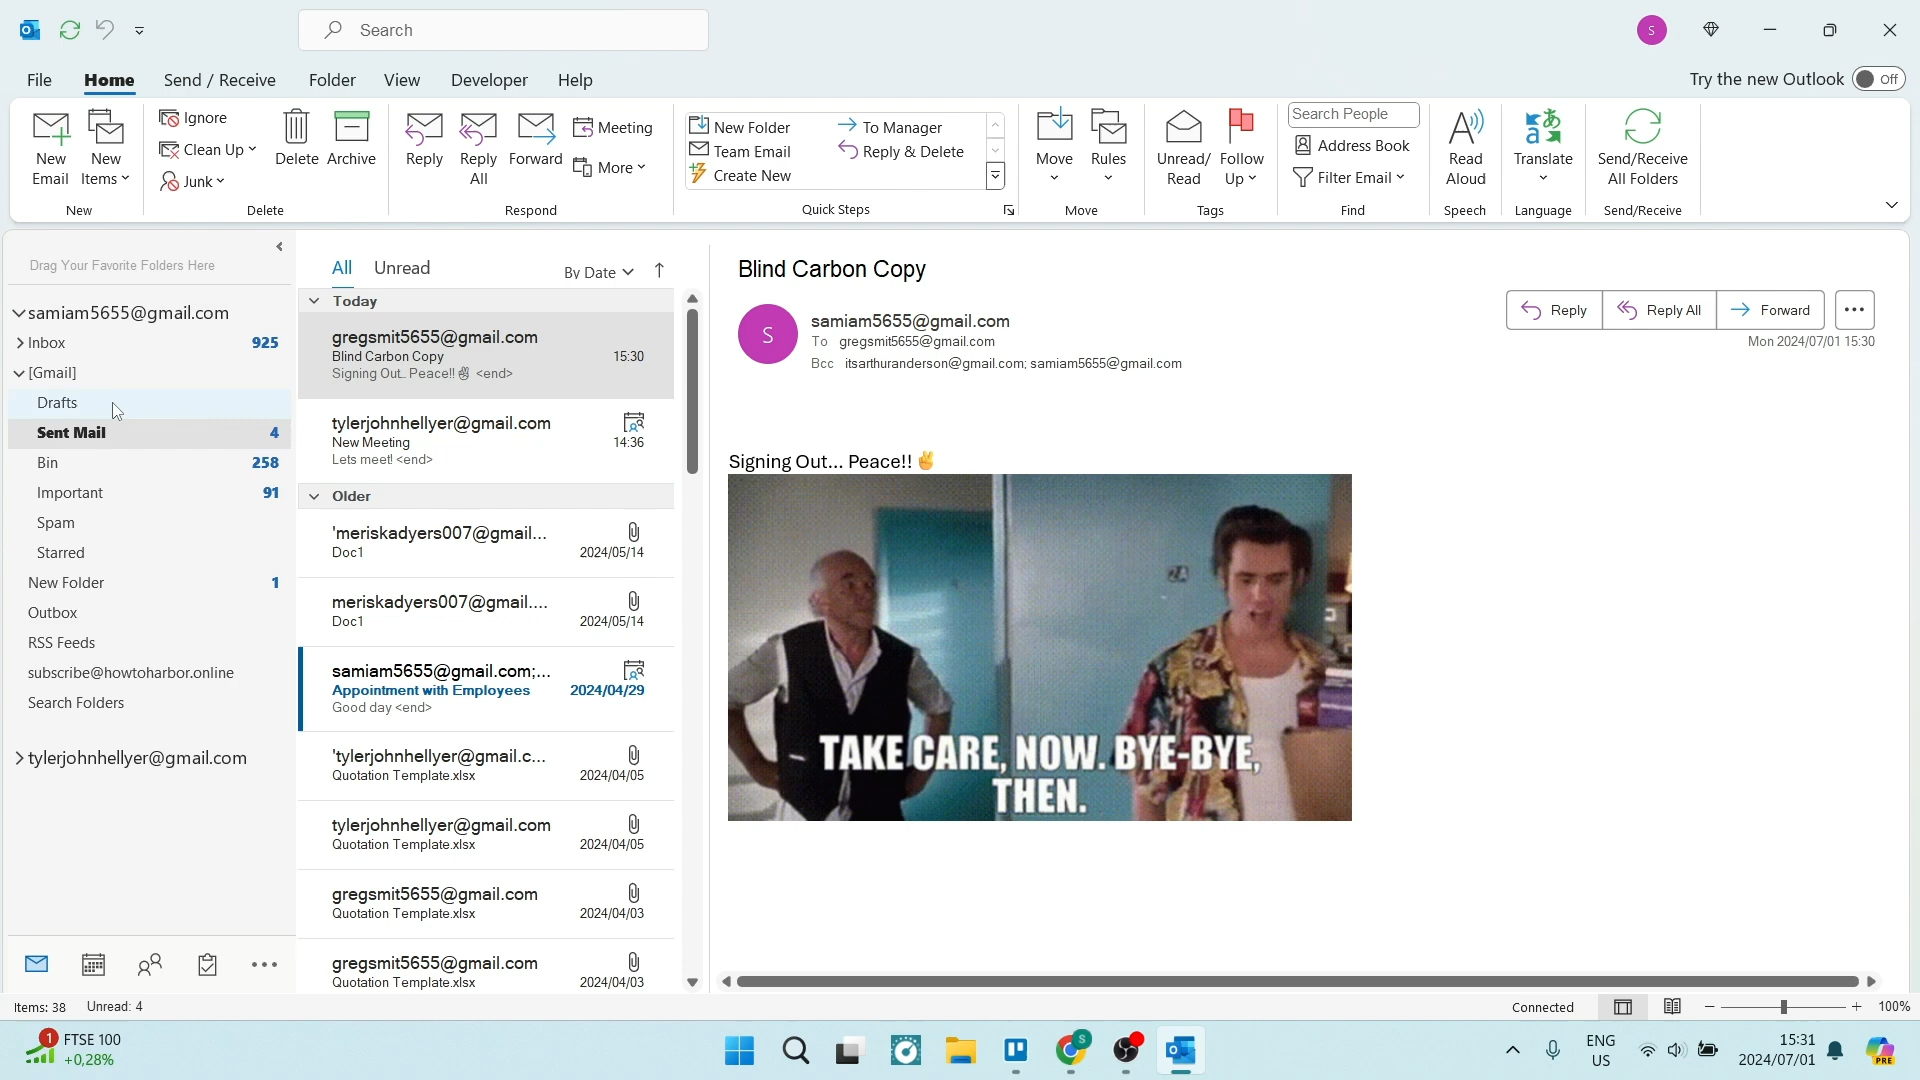 Search
S
File Home Send / Receive Folder View Developer Help
Try the new Outlook Off
New Email
New Items
New
Ignore
Clean Up
Junk
Delete
Archive
Delete
Reply
Reply All
Forward
Meeting
More
Respond
New Folder
Team Email
Create New
To Manager
Reply & Delete
Quick Steps
Move
Rules
Move
Unread/ Read
Follow Up
Tags
Search People
Address Book
Filter Email
Find
Read Aloud
Speech
Translate
Language
Send/Receive All Folders
Send/Receive
Drag Your Favorite Folders Here
samiam5655@gmail.com
Inbox 925
[Gmail]
Drafts
Sent Mail 4
Bin 258
Important 91
Spam
Starred
New Folder 1
Outbox
RSS Feeds
subscribe@howtoharbor.online
Search Folders
tylerjohnhellyer@gmail.com
All Unread By Date
Today
gregsmit5655@gmail.com
Blind Carbon Copy 15:30
Signing Out... Peace!!✌ <end>
tylerjohnhellyer@gmail.com
New Meeting 14:36
Lets meet! <end>
Older
'meriskadyers007@gmail...
Doc1 2024/05/14
meriskadyers007@gmail....
Doc1 2024/05/14
samiam5655@gmail.com;...
Appointment with Employees 2024/04/29
Good day <end>
'tylerjohnhellyer@gmail.c...
Quotation Template.xlsx 2024/04/05
tylerjohnhellyer@gmail.com
Quotation Template.xlsx 2024/04/05
gregsmit5655@gmail.com
Quotation Template.xlsx 2024/04/03
gregsmit5655@gmail.com
Quotation Template.xlsx 2024/04/03
Blind Carbon Copy
S
samiam5655@gmail.com
To gregsmit5655@gmail.com
Bcc itsarthuranderson@gmail.com; samiam5655@gmail.com
Reply Reply All Forward
Mon 2024/07/01 15:30
Signing Out... Peace!! ✌
TAKE CARE, NOW. BYE-BYE,
THEN.
Items: 38 Unread: 4
Connected
100%
1
FTSE 100
+0,28%
S
ENG
US
15:31
2024/07/01
PRE